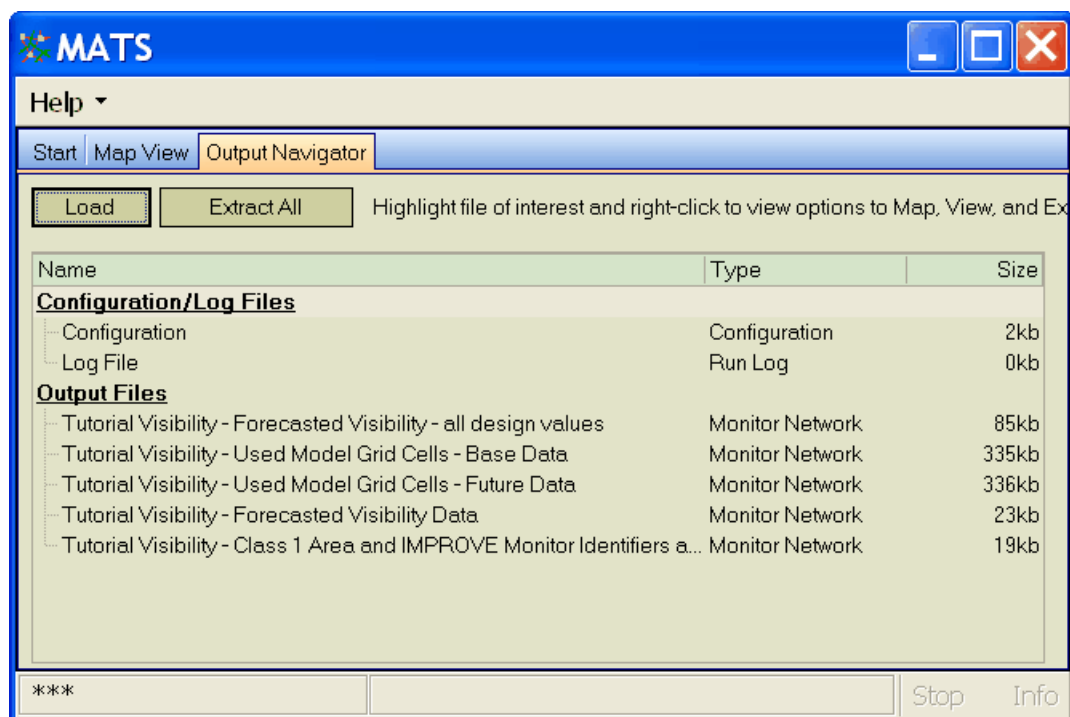 MATS
Help
Start Map View Output Navigator
Load Extract All Highlight file of interest and right-click to view options to Map, View, and Ex
Name Type Size
Configuration/Log Files
Configuration Configuration 2kb
Log File Run Log 0kb
Output Files
Tutorial Visibility - Forecasted Visibility - all design values Monitor Network 85kb
Tutorial Visibility - Used Model Grid Cells - Base Data Monitor Network 335kb
Tutorial Visibility - Used Model Grid Cells - Future Data Monitor Network 336kb
Tutorial Visibility - Forecasted Visibility Data Monitor Network 23kb
Tutorial Visibility - Class 1 Area and IMPROVE Monitor Identifiers a... Monitor Network 19kb
*** Stop Info